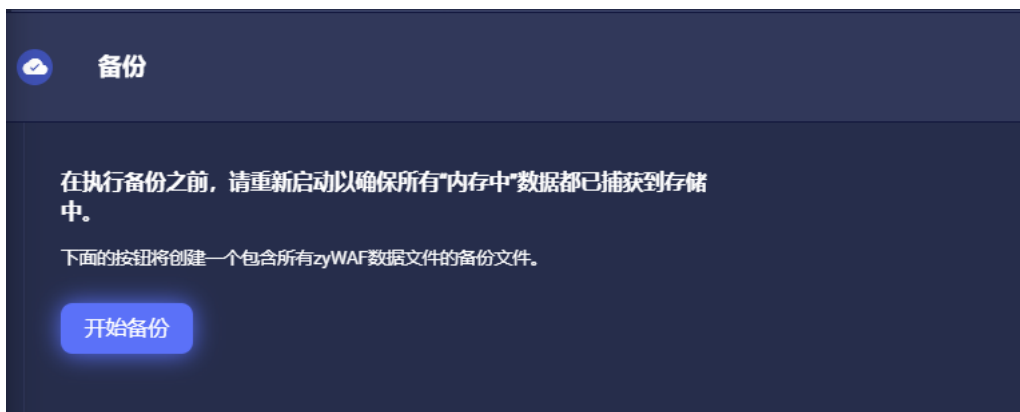 备份
在执行备份之前，请重新启动以确保所有"内存中"数据都已捕获到存储
中。
下面的按钮将创建一个包含所有zyWAF数据文件的备份文件。
开始备份